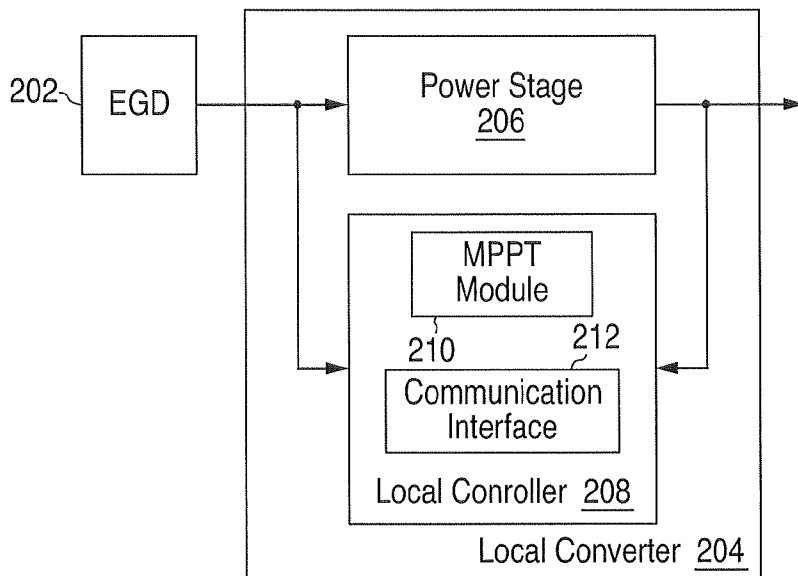 202
EGD
Power Stage
206
MPPT
Module
210
212
Communication
Interface
Local Conroller 208
Local Converter 204